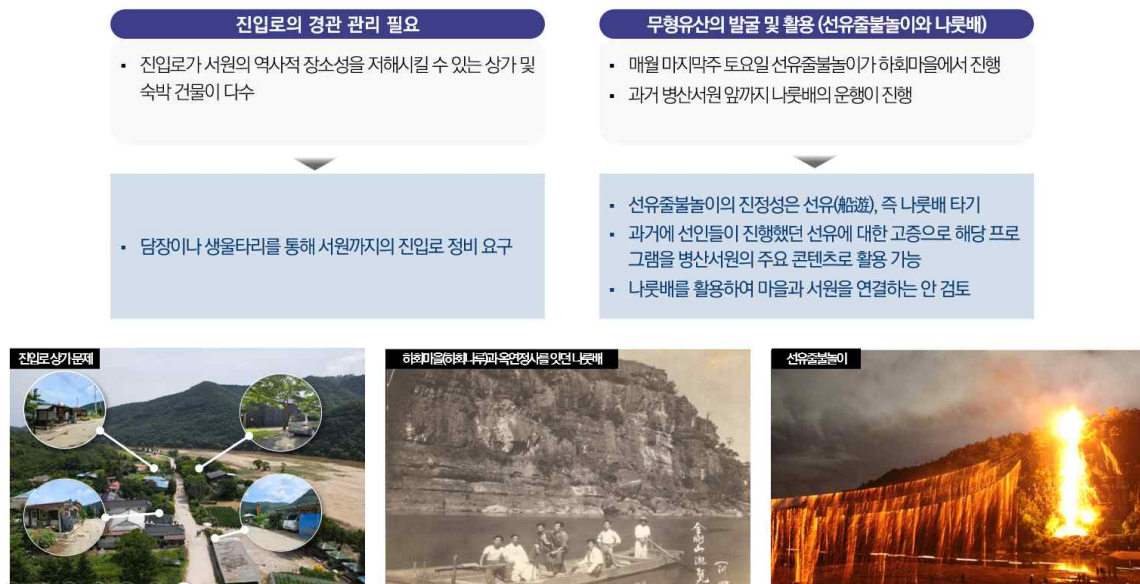 진입로의 경관 관리 필요
▪ 진입로가 서원의 역사적 장소성을 저해시킬 수 있는 상가 및
숙박 건물이 다수
▪ 담장이나 생울타리를 통해 서원까지의 진입로 정비 요구
무형유산의 발굴 및 활용 (선유줄불놀이와 나룻배)
▪ 매월 마지막주 토요일 선유줄불놀이가 하회마을에서 진행
▪ 과거 병산서원 앞까지 나룻배의 운행이 진행
▪ 선유줄불놀이의 진정성은 선유(船遊), 즉 나룻배 타기
▪ 과거에 선인들이 진행했던 선유에 대한 고증으로 해당 프로
그램을 병산서원의 주요 콘텐츠로 활용 가능
▪ 나룻배를 활용하여 마을과 서원을 연결하는 안 검토
진입로 상가 문제
하회마을(하회나루)과 옥연정사를 잇던 나룻배
金剛山遊覽
선유줄불놀이